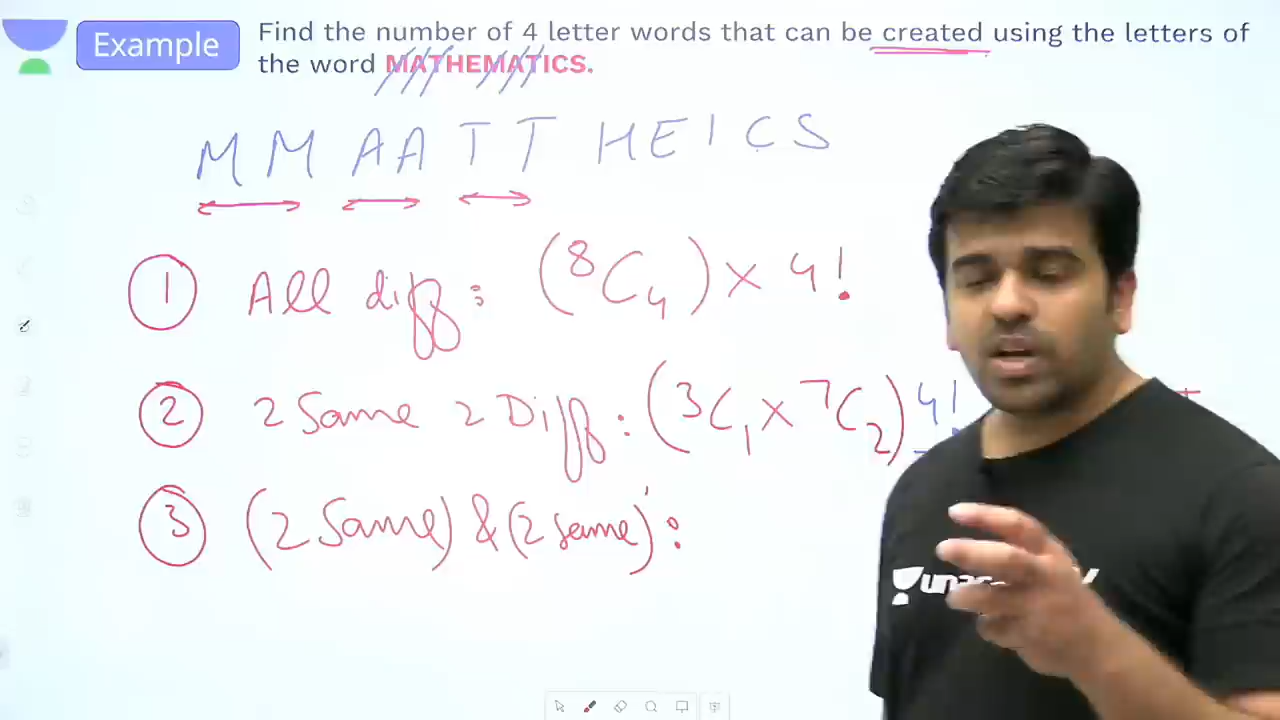 Example
Find the number of 4 letter words that can be created using the letters of
the word MATHEMATICS.
M M A A T T H E I C S
1 All diff: (⁸C₄) × 4!
2 2 Same 2 Diff: (³C₁ × ⁷C₂) 4!
3 (2 Same) & (2 same)':